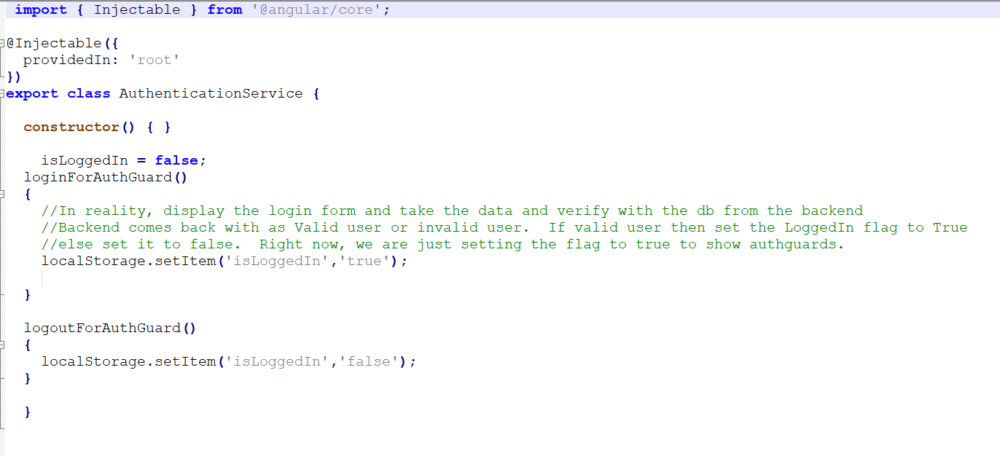 import { Injectable } from '@angular/core';
@Injectable({
providedIn: 'root'
})
export class AuthenticationService {
constructor() { }
isLoggedIn = false;
loginForAuthGuard()
{
//In reality, display the login form and take the data and verify with the db from the backend
//Backend comes back with as Valid user or invalid user.  If valid user then set the LoggedIn flag to True
//else set it to false.  Right now, we are just setting the flag to true to show authguards.
localStorage.setItem('isLoggedIn','true');
}
logoutForAuthGuard()
{
localStorage.setItem('isLoggedIn','false');
}
}